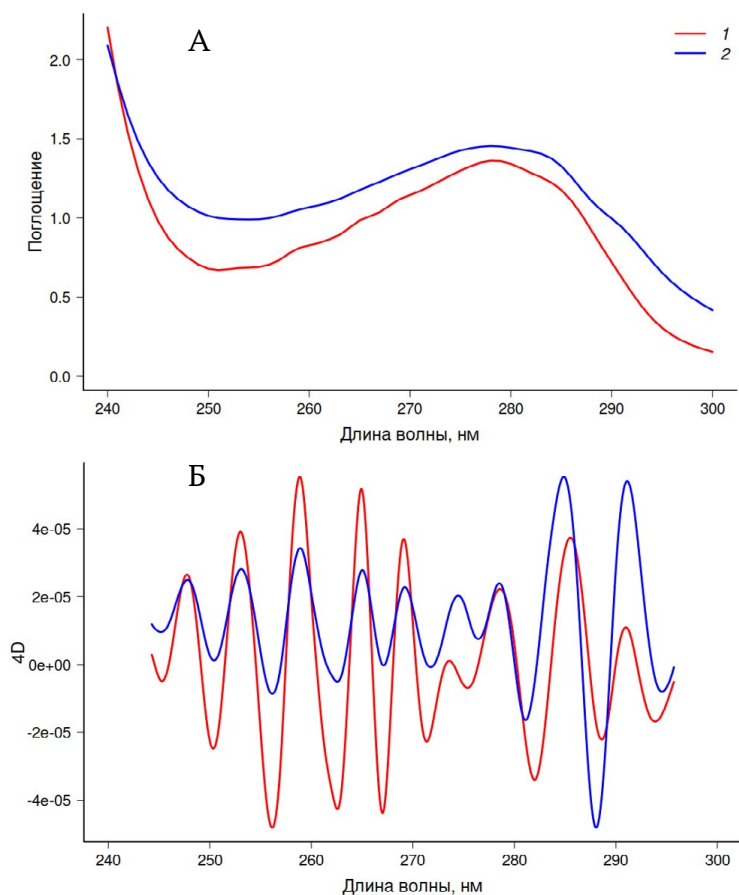 А
1
2
2.0
1.5
1.0
0.5
0.0
Поглощение
240 250 260 270 280 290 300
Длина волны, нм
Б
4e-05
2e-05
0e+00
-2e-05
-4e-05
4D
240 250 260 270 280 290 300
Длина волны, нм